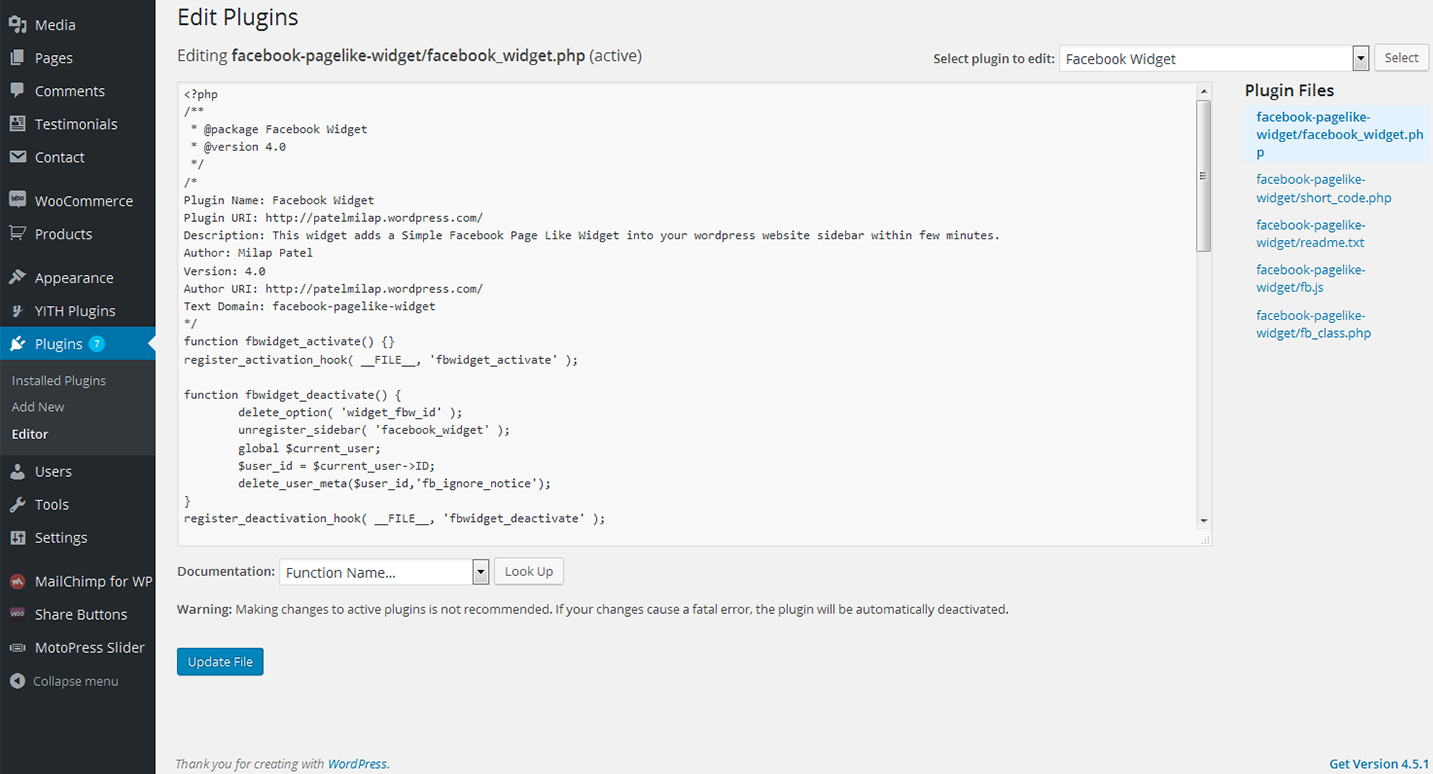 Media
Pages
Comments
Testimonials
Contact
WooCommerce
Products
Appearance
YITH Plugins
Plugins 7
Installed Plugins
Add New
Editor
Users
Tools
Settings
MailChimp for WP
Share Buttons
MotoPress Slider
Collapse menu
Edit Plugins
Editing facebook-pagelike-widget/facebook_widget.php (active)
Select plugin to edit: Facebook Widget Select
<?php
/**
 * @package Facebook Widget
 * @version 4.0
 */
/*
Plugin Name: Facebook Widget
Plugin URI: http://patelmilap.wordpress.com/
Description: This widget adds a Simple Facebook Page Like Widget into your wordpress website sidebar within few minutes.
Author: Milap Patel
Version: 4.0
Author URI: http://patelmilap.wordpress.com/
Text Domain: facebook-pagelike-widget
*/
function fbwidget_activate() {}
register_activation_hook( __FILE__, 'fbwidget_activate' );
function fbwidget_deactivate() {
        delete_option( 'widget_fbw_id' );
        unregister_sidebar( 'facebook_widget' );
        global $current_user;
        $user_id = $current_user->ID;
        delete_user_meta($user_id,'fb_ignore_notice');
}
register_deactivation_hook( __FILE__, 'fbwidget_deactivate' );
Plugin Files
facebook-pagelike-
widget/facebook_widget.ph
p
facebook-pagelike-
widget/short_code.php
facebook-pagelike-
widget/readme.txt
facebook-pagelike-
widget/fb.js
facebook-pagelike-
widget/fb_class.php
Documentation: Function Name... Look Up
Warning: Making changes to active plugins is not recommended. If your changes cause a fatal error, the plugin will be automatically deactivated.
Update File
Thank you for creating with WordPress.
Get Version 4.5.1